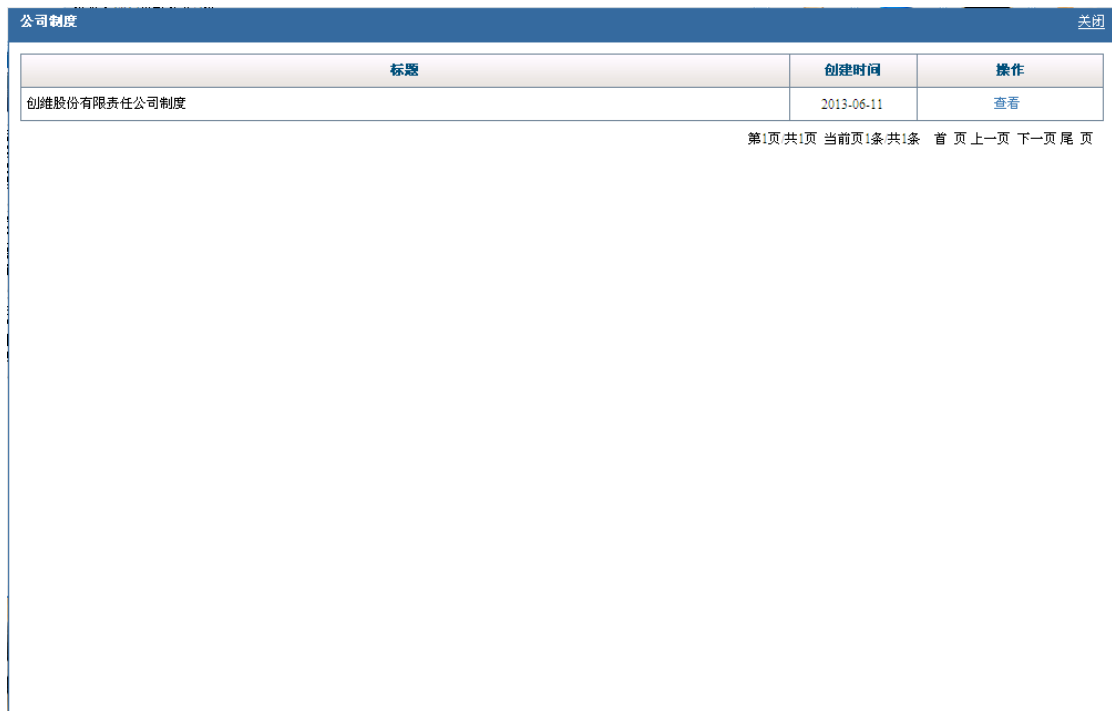 公司制度 关闭
标题 创建时间 操作
创維股份有限责任公司制度 2013-06-11 查看
第1页/共1页 当前页1条/共1条 首 页 上一页 下一页 尾 页